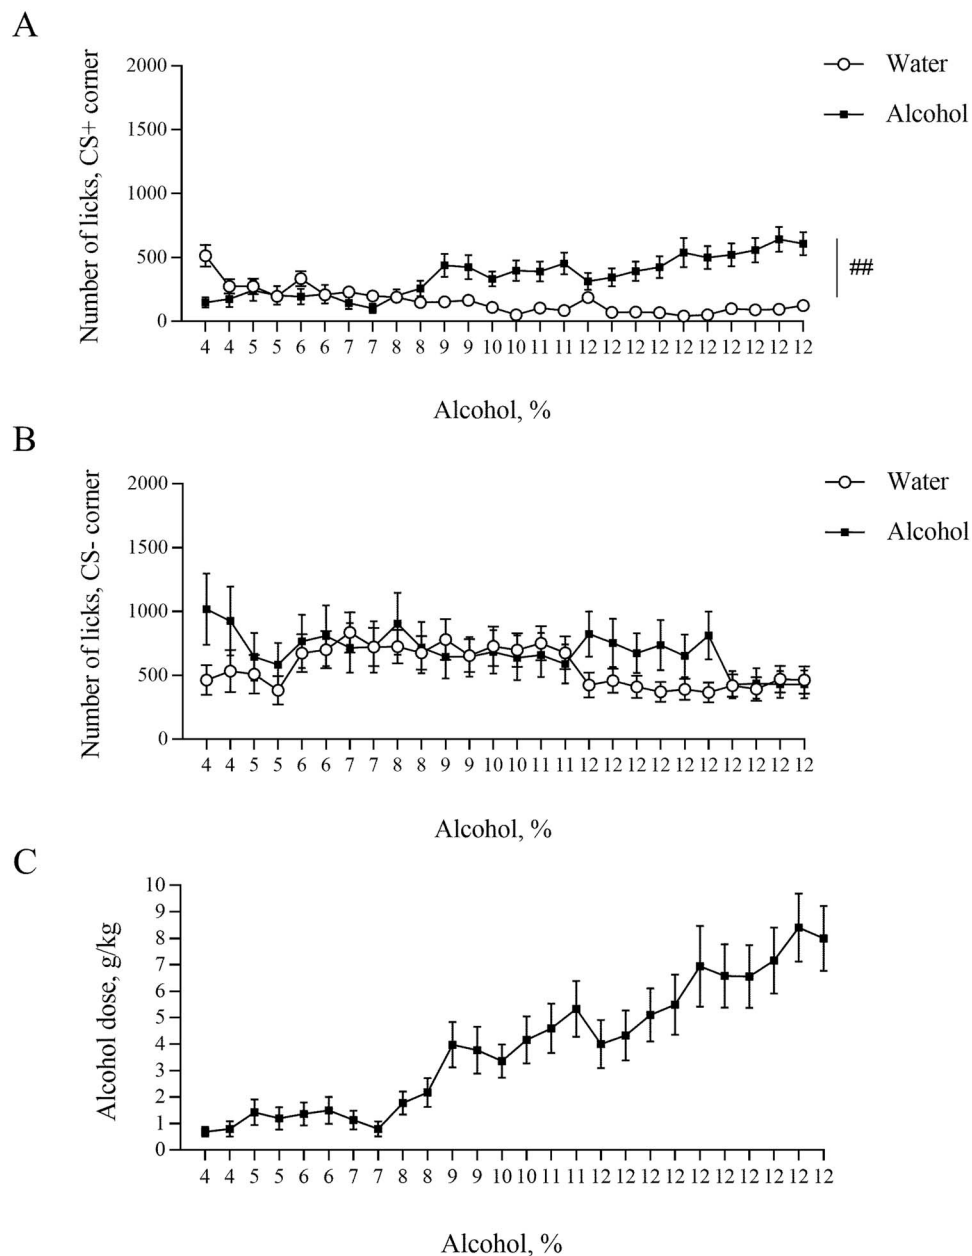 A
Number of licks, CS+ corner
2000
1500
1000
500
0
Water
Alcohol
##
4 4 5 5 6 6 7 7 8 8 9 9 10 10 11 11 12 12 12 12 12 12 12 12 12 12
Alcohol, %
B
Number of licks, CS- corner
2000
1500
1000
500
0
Water
Alcohol
4 4 5 5 6 6 7 7 8 8 9 9 10 10 11 11 12 12 12 12 12 12 12 12 12 12
Alcohol, %
C
Alcohol dose, g/kg
10
9
8
7
6
5
4
3
2
1
0
4 4 5 5 6 6 7 7 8 8 9 9 10 10 11 11 12 12 12 12 12 12 12 12 12 12
Alcohol, %